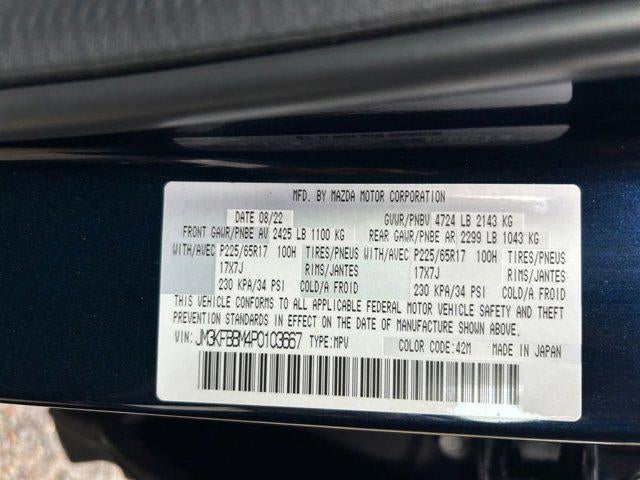 MFD. BY MAZDA MOTOR CORPORATION
DATE 08/22 GVWR/PNBV 4724 LB 2143 KG
FRONT GAWR/PNBE AV 2425 LB 1100 KG REAR GAWR/PNBE AR 2299 LB 1043 KG
WITH/AVEC P225/65R17 100H TIRES/PNEUS WITH/AVEC P225/65R17 100H TIRES/PNEUS
17X7J RIMS/JANTES 17X7J RIMS/JANTES
230 KPA/34 PSI COLD/A FROID 230 KPA/34 PSI COLD/A FROID
THIS VEHICLE CONFORMS TO ALL APPLICABLE FEDERAL MOTOR VEHICLE SAFETY AND THEFT
PREVENTION STANDARDS IN EFFECT ON THE DATE OF MANUFACTURE SHOWN ABOVE.
VIN: JM3KFBBM4P0103667 TYPE:MPV COLOR CODE:42M MADE IN JAPAN